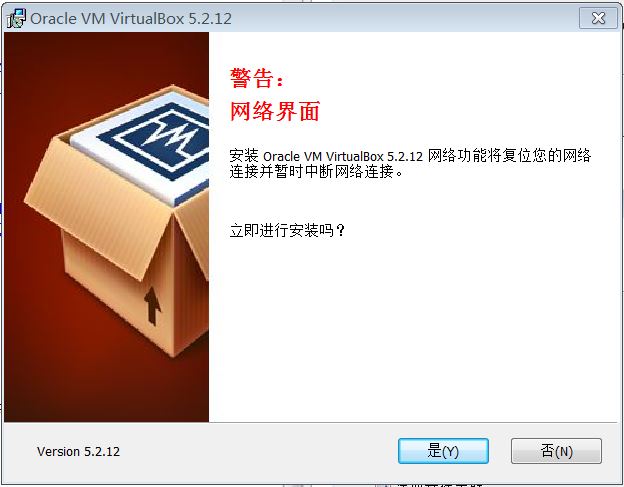 Oracle VM VirtualBox 5.2.12
警告：
网络界面
安装 Oracle VM VirtualBox 5.2.12 网络功能将复位您的网络
连接并暂时中断网络连接。
立即进行安装吗？
Version 5.2.12
是(Y)
否(N)